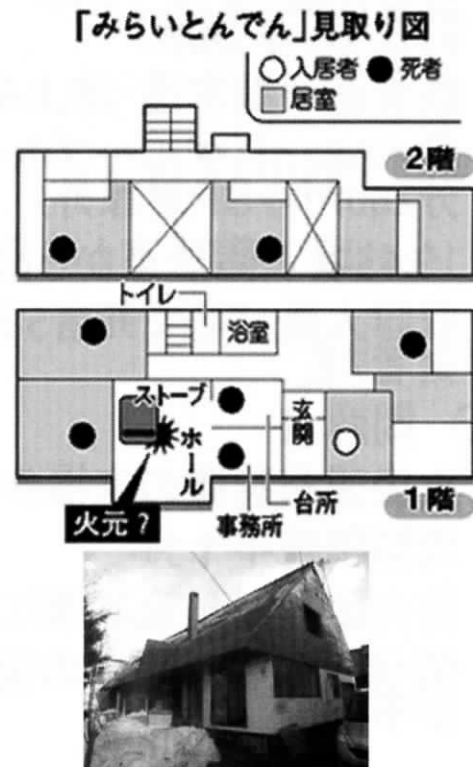 「みらいとんでん」見取り図
○入居者 ●死者
居室
2階
トイレ
浴室
ストーブ
ホール
玄関
火元?
事務所
台所
1階